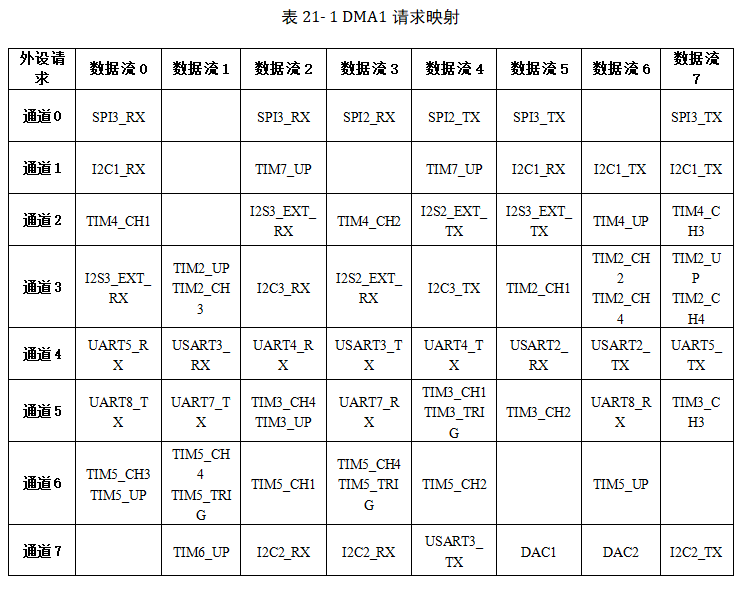 表 21- 1 DMA1 请求映射
外设请求 数据流 0 数据流 1 数据流 2 数据流 3 数据流 4 数据流 5 数据流 6 数据流 7
通道0 SPI3_RX SPI3_RX SPI2_RX SPI2_TX SPI3_TX SPI3_TX
通道1 I2C1_RX TIM7_UP TIM7_UP I2C1_RX I2C1_TX I2C1_TX
通道2 TIM4_CH1 I2S3_EXT_RX TIM4_CH2 I2S2_EXT_TX I2S3_EXT_TX TIM4_UP TIM4_CH3
通道3 I2S3_EXT_RX TIM2_UP TIM2_CH3 I2C3_RX I2S2_EXT_RX I2C3_TX TIM2_CH1 TIM2_CH2 TIM2_CH4 TIM2_UP TIM2_CH4
通道4 UART5_RX USART3_RX UART4_RX USART3_TX UART4_TX USART2_RX USART2_TX UART5_TX
通道5 UART8_TX UART7_TX TIM3_CH4 TIM3_UP UART7_RX TIM3_CH1 TIM3_TRIG TIM3_CH2 UART8_RX TIM3_CH3
通道6 TIM5_CH3 TIM5_UP TIM5_CH4 TIM5_TRIG TIM5_CH1 TIM5_CH4 TIM5_TRIG TIM5_CH2 TIM5_UP
通道7 TIM6_UP I2C2_RX I2C2_RX USART3_TX DAC1 DAC2 I2C2_TX